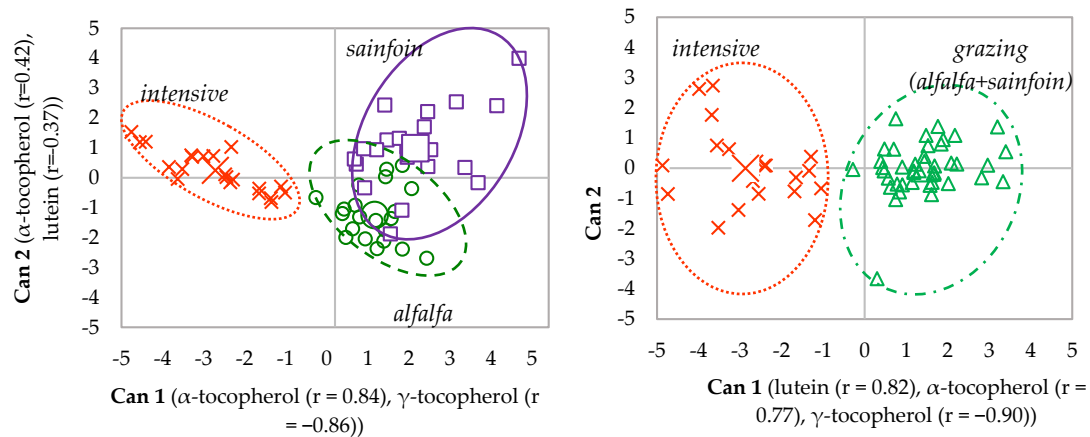 Can 2 (α-tocopherol (r=0.42),
lutein (r=-0.37))
5
4
3
2
1
0
-1
-2
-3
-4
-5
sainfoin
intensive
alfalfa
-5 -4 -3 -2 -1 0 1 2 3 4 5
Can 1 (α-tocopherol (r = 0.84), γ-tocopherol (r
= −0.86))
Can 2
5
4
3
2
1
0
-1
-2
-3
-4
-5
intensive
grazing
(alfalfa+sainfoin)
-5 -4 -3 -2 -1 0 1 2 3 4 5
Can 1 (lutein (r = 0.82), α-tocopherol (r =
0.77), γ-tocopherol (r = −0.90))